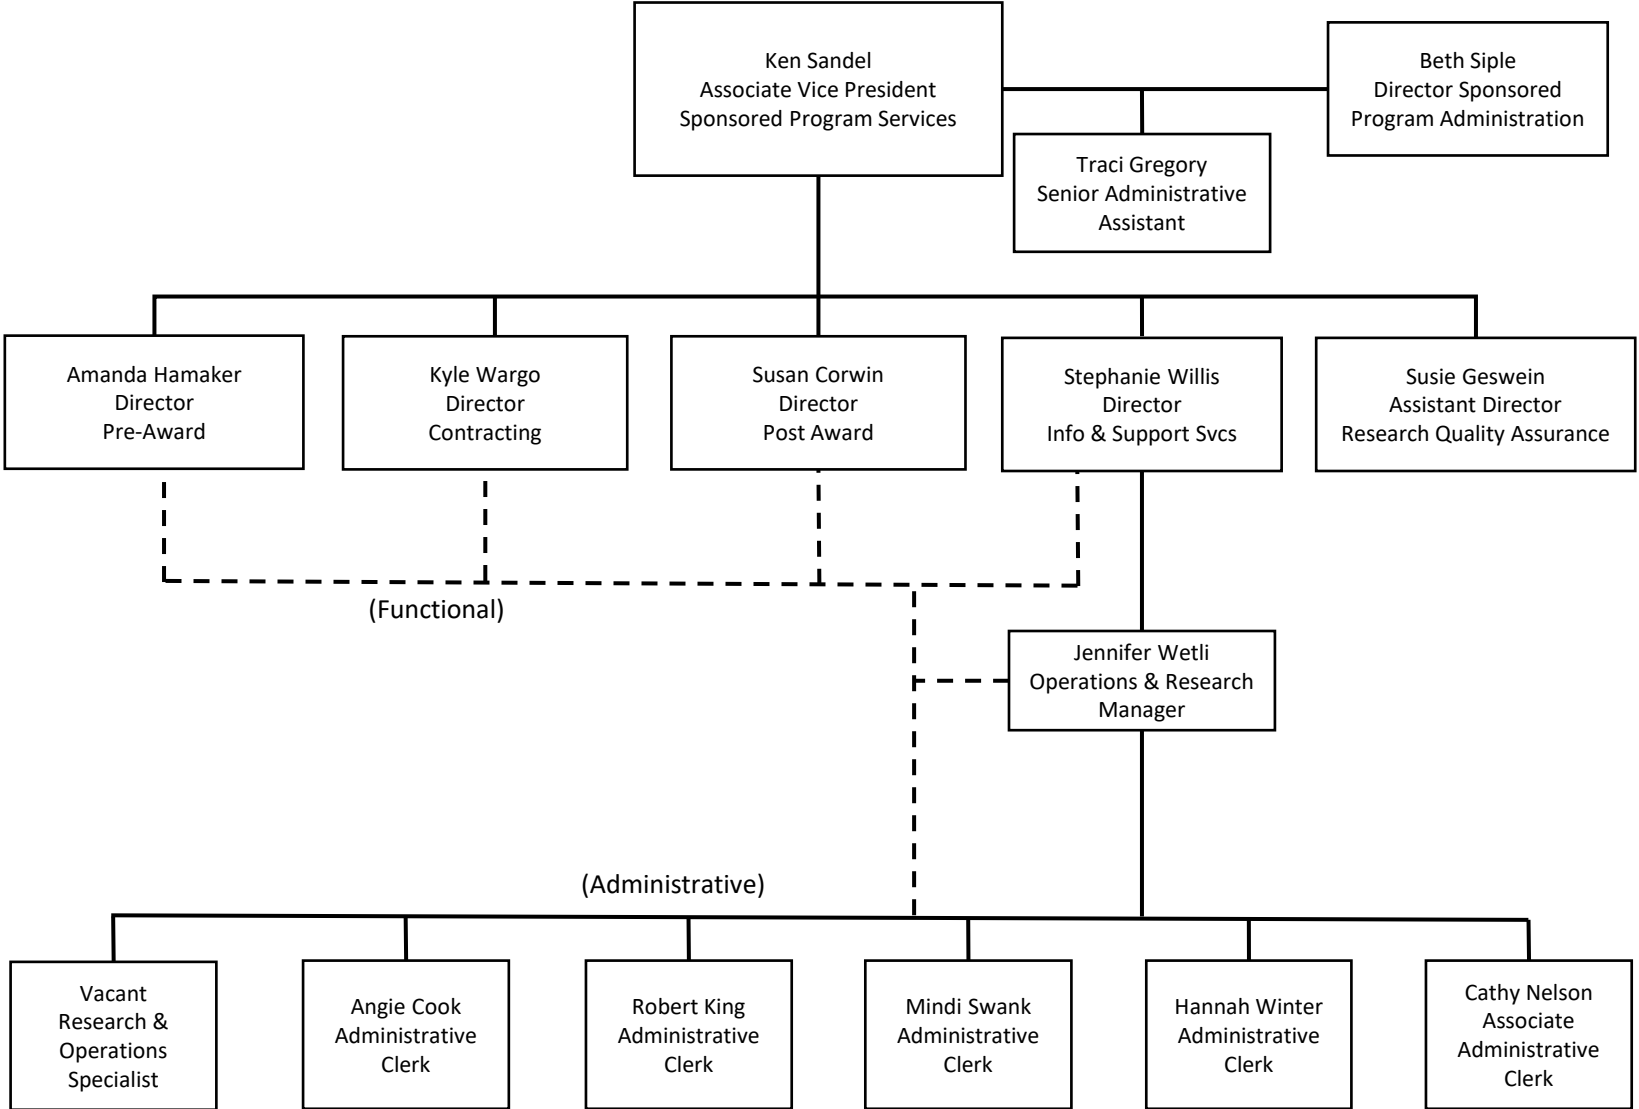 Ken Sandel
Associate Vice President
Sponsored Program Services
Beth Siple
Director Sponsored
Program Administration
Traci Gregory
Senior Administrative
Assistant
Amanda Hamaker
Director
Pre-Award
Kyle Wargo
Director
Contracting
Susan Corwin
Director
Post Award
Stephanie Willis
Director
Info & Support Svcs
Susie Geswein
Assistant Director
Research Quality Assurance
(Functional)
Jennifer Wetli
Operations & Research
Manager
(Administrative)
Vacant
Research &
Operations
Specialist
Angie Cook
Administrative
Clerk
Robert King
Administrative
Clerk
Mindi Swank
Administrative
Clerk
Hannah Winter
Administrative
Clerk
Cathy Nelson
Associate
Administrative
Clerk